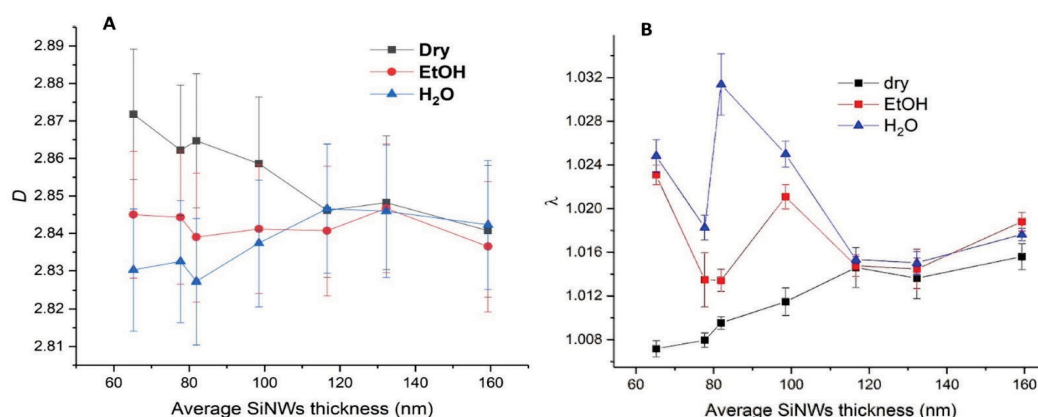 A
2.89
2.88
2.87
2.86
2.85
2.84
2.83
2.82
2.81
D
Dry
EtOH
H₂O
60 80 100 120 140 160
Average SiNWs thickness (nm)
B
1.032
1.028
1.024
1.020
1.016
1.012
1.008
λ
dry
EtOH
H₂O
60 80 100 120 140 160
Average SiNWs thickness (nm)